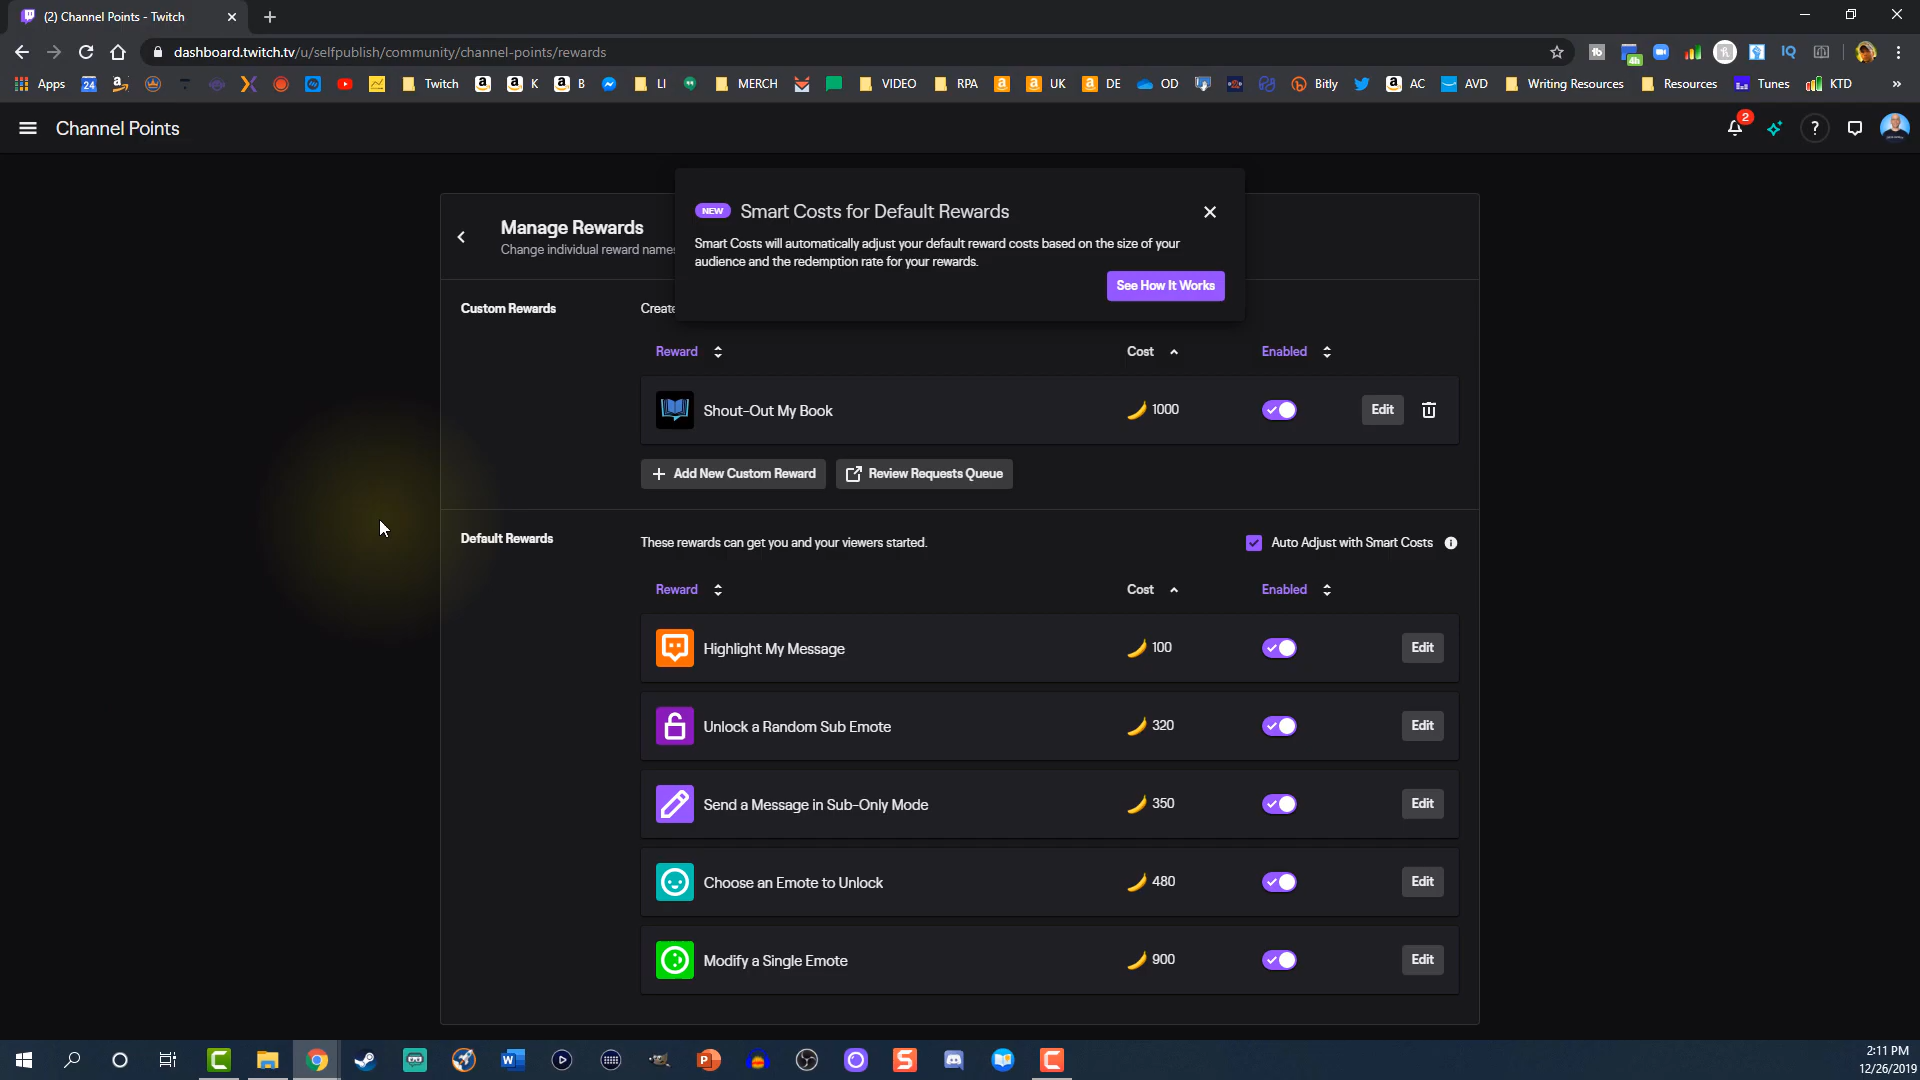 (2) Channel Points - Twitch
dashboard.twitch.tv/u/selfpublish/community/channel-points/rewards
Apps 24 Twitch K B LI MERCH VIDEO RPA UK DE OD Bitly AC AVD Writing Resources Resources Tunes KTD »
Channel Points
2
Manage Rewards
Change individual reward names
NEW Smart Costs for Default Rewards
Smart Costs will automatically adjust your default reward costs based on the size of your
audience and the redemption rate for your rewards.
See How It Works
Custom Rewards
Create
Reward Cost Enabled
Shout-Out My Book 1000 Edit
+ Add New Custom Reward Review Requests Queue
Default Rewards
These rewards can get you and your viewers started.
Auto Adjust with Smart Costs
Reward Cost Enabled
Highlight My Message 100 Edit
Unlock a Random Sub Emote 320 Edit
Send a Message in Sub-Only Mode 350 Edit
Choose an Emote to Unlock 480 Edit
Modify a Single Emote 900 Edit
2:11 PM
12/26/2019